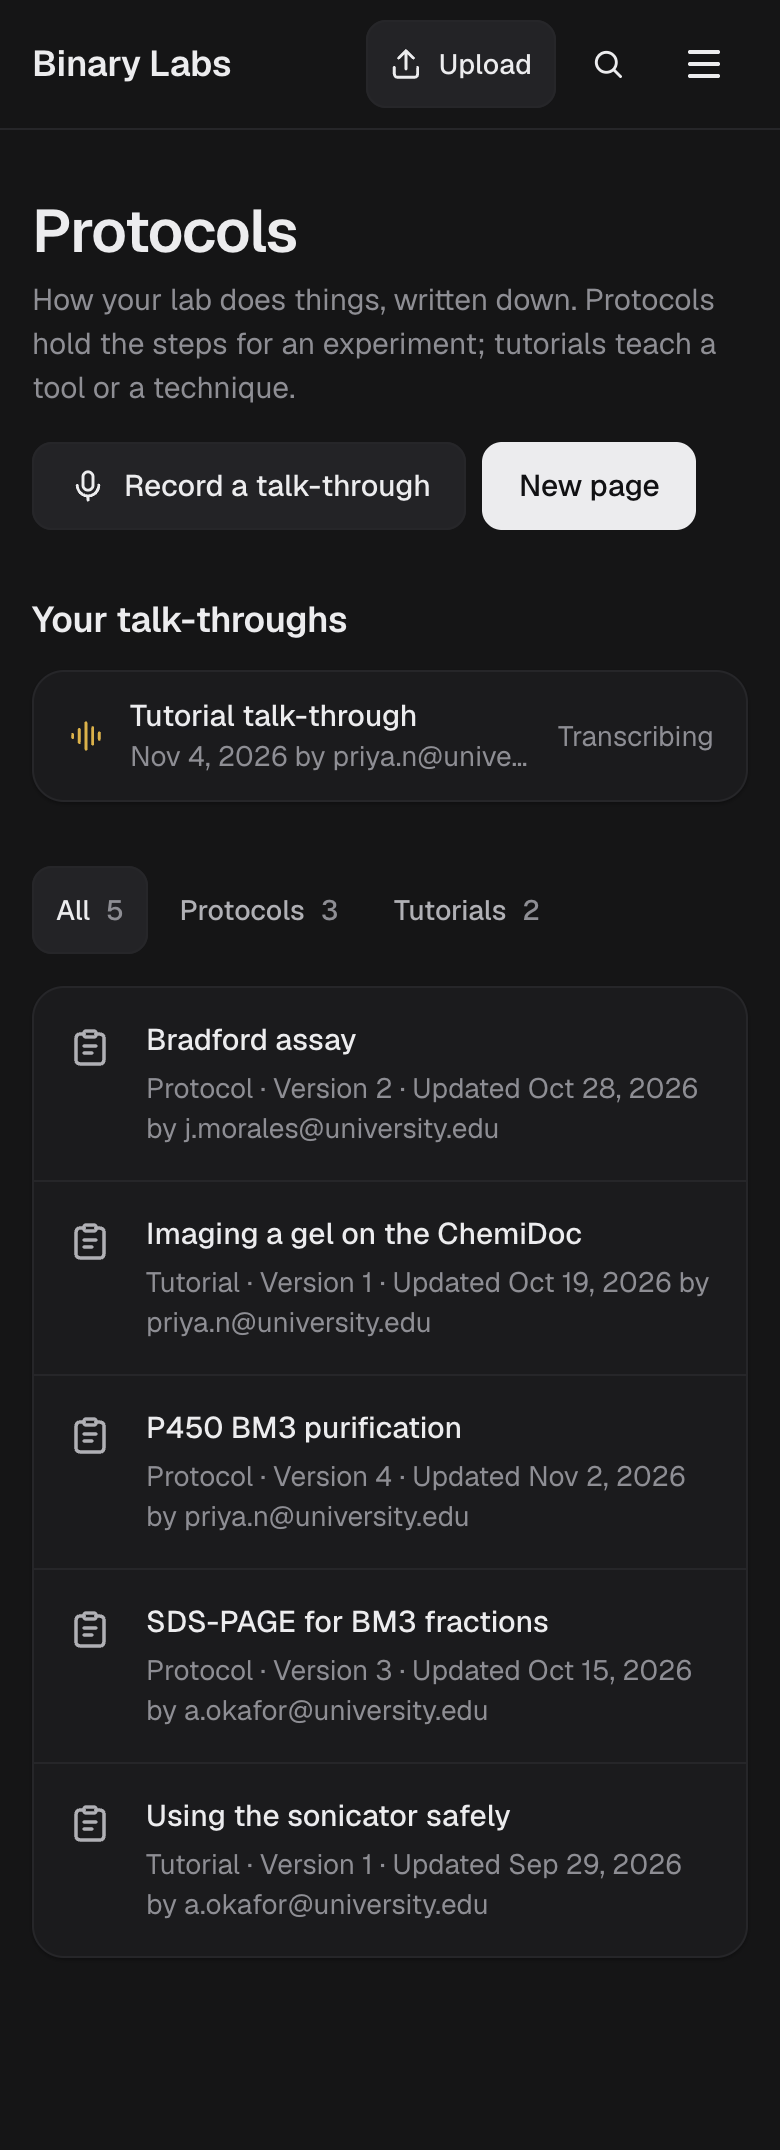 Binary Labs
Upload
Protocols
How your lab does things, written down. Protocols
hold the steps for an experiment; tutorials teach a
tool or a technique.
Record a talk-through
New page
Your talk-throughs
Tutorial talk-through
Nov 4, 2026 by priya.n@unive...
Transcribing
All 5
Protocols 3
Tutorials 2
Bradford assay
Protocol · Version 2 · Updated Oct 28, 2026
by j.morales@university.edu
Imaging a gel on the ChemiDoc
Tutorial · Version 1 · Updated Oct 19, 2026 by
priya.n@university.edu
P450 BM3 purification
Protocol · Version 4 · Updated Nov 2, 2026
by priya.n@university.edu
SDS-PAGE for BM3 fractions
Protocol · Version 3 · Updated Oct 15, 2026
by a.okafor@university.edu
Using the sonicator safely
Tutorial · Version 1 · Updated Sep 29, 2026
by a.okafor@university.edu